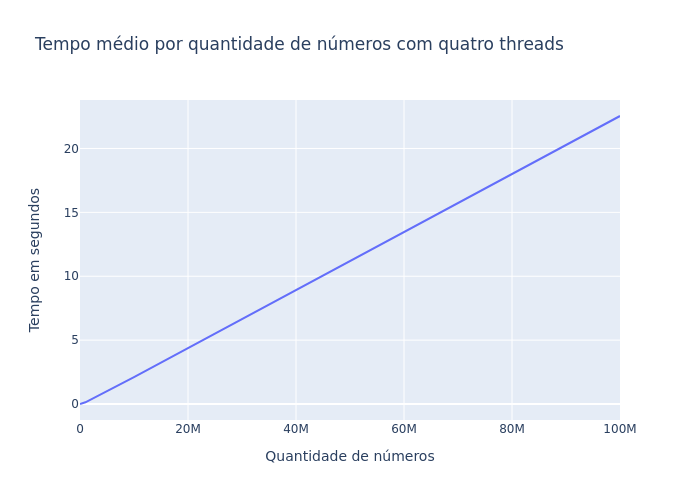 Tempo médio por quantidade de números com quatro threads
20
15
10
5
0
0 20M 40M 60M 80M 100M
Quantidade de números
Tempo em segundos